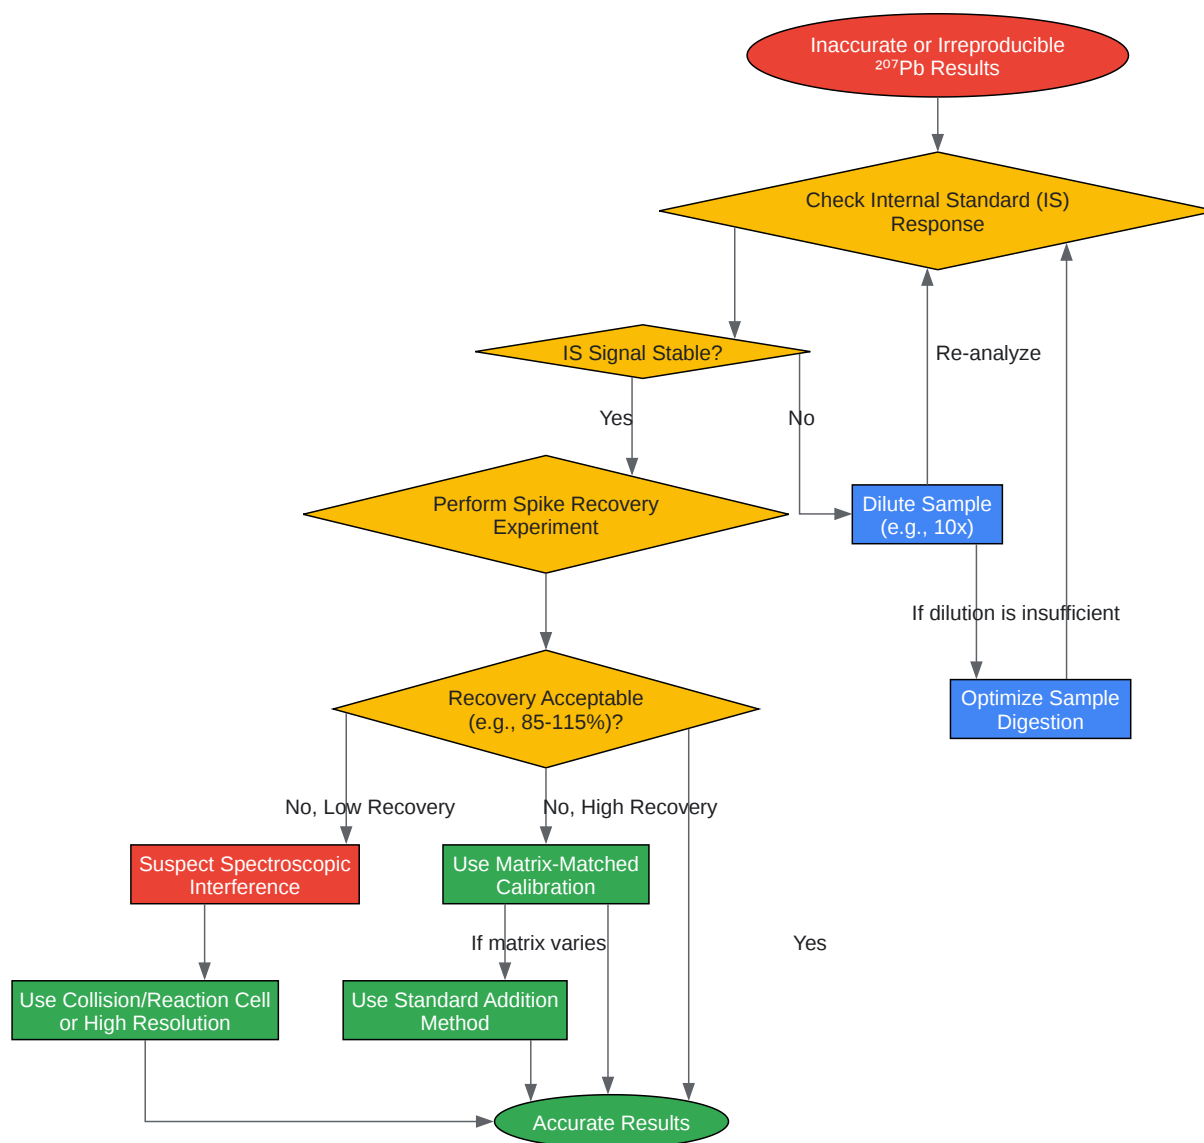 Inaccurate or Irreproducible
²⁰⁷Pb Results
Check Internal Standard (IS)
Response
IS Signal Stable?
Re-analyze
Yes
No
Perform Spike Recovery
Experiment
Dilute Sample
(e.g., 10x)
If dilution is insufficient
Recovery Acceptable
(e.g., 85-115%)?
Optimize Sample
Digestion
No, Low Recovery
No, High Recovery
Suspect Spectroscopic
Interference
Use Matrix-Matched
Calibration
If matrix varies
Yes
Use Collision/Reaction Cell
or High Resolution
Use Standard Addition
Method
Accurate Results